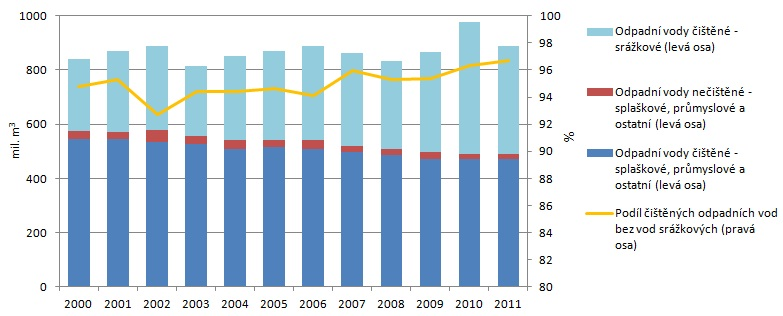 1000
800
600
400
200
0
mil. m³
100
98
96
94
92
90
88
86
84
82
80
%
2000 2001 2002 2003 2004 2005 2006 2007 2008 2009 2010 2011
Odpadní vody čištěné -
srážkové (levá osa)
Odpadní vody nečištěné -
splaškové, průmyslové a
ostatní (levá osa)
Odpadní vody čištěné -
splaškové, průmyslové a
ostatní (levá osa)
Podíl čištěných odpadních vod
bez vod srážkových (pravá
osa)